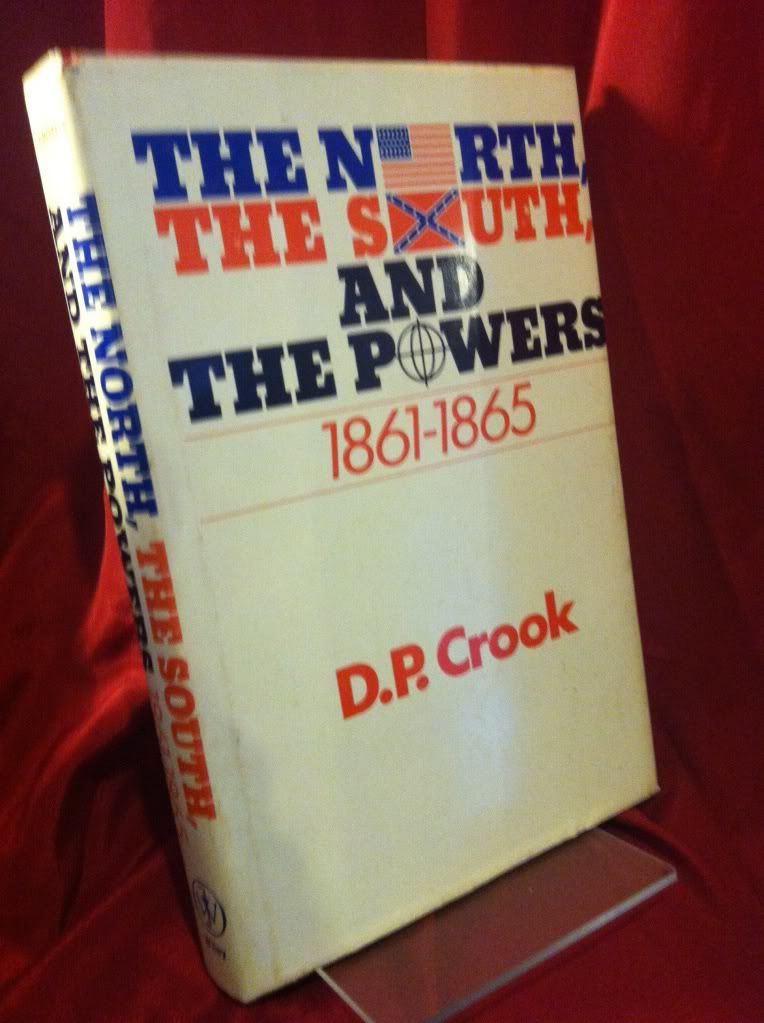 THE NORTH,
THE SOUTH,
AND
THE POWERS
1861-1865
D.P. Crook
THE NORTH, THE SOUTH,
AND THE POWERS
W